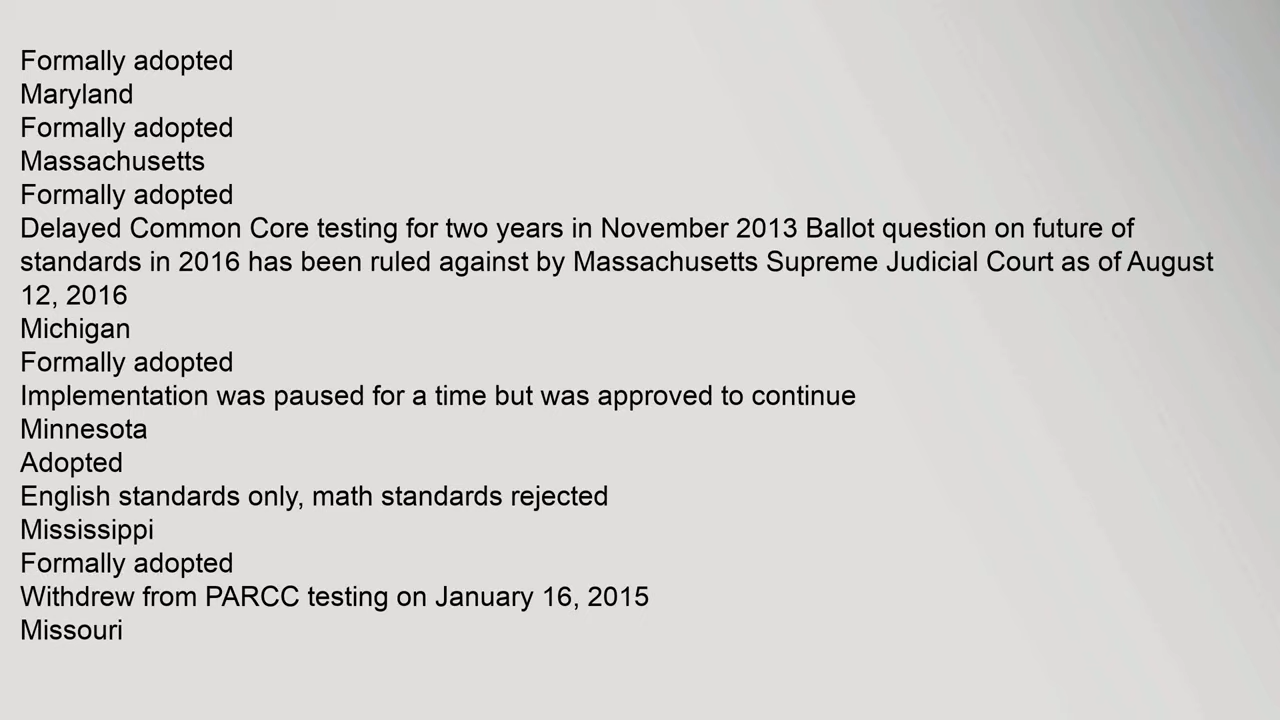 Formally adopted
Maryland
Formally adopted
Massachusetts
Formally adopted
Delayed Common Core testing for two years in November 2013 Ballot question on future of
standards in 2016 has been ruled against by Massachusetts Supreme Judicial Court as of August
12, 2016
Michigan
Formally adopted
Implementation was paused for a time but was approved to continue
Minnesota
Adopted
English standards only, math standards rejected
Mississippi
Formally adopted
Withdrew from PARCC testing on January 16, 2015
Missouri